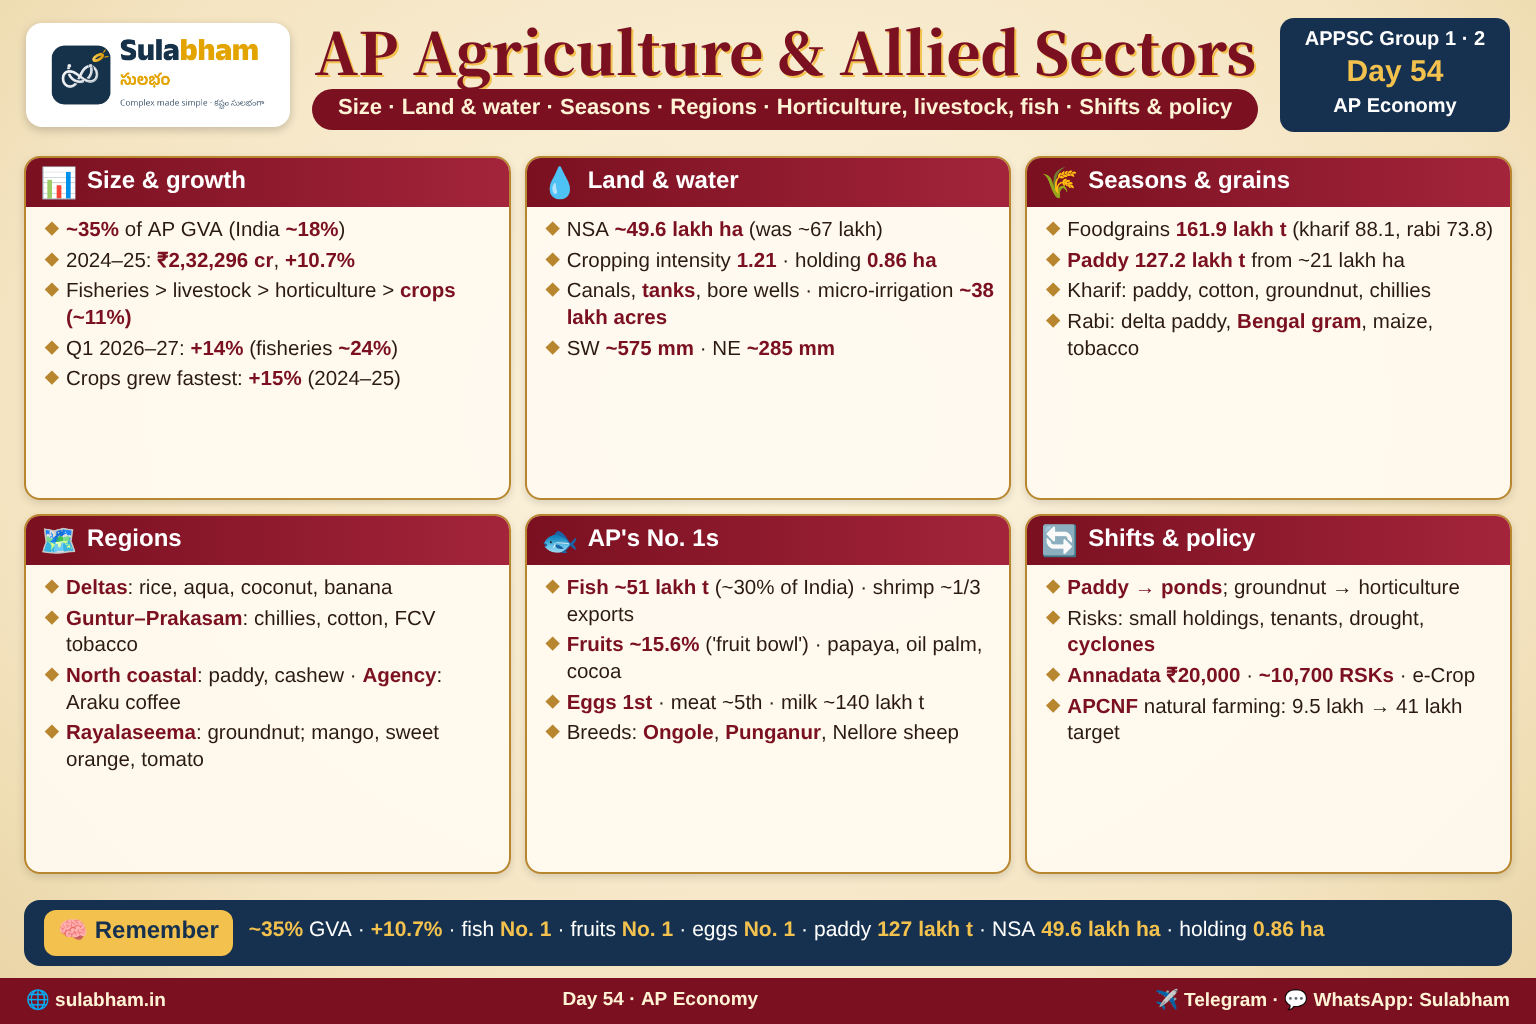 Sulabham
సులభం
Complex made simple · కష్టం సులభంగా
AP Agriculture & Allied Sectors
Size · Land & water · Seasons · Regions · Horticulture, livestock, fish · Shifts & policy
APPSC Group 1 · 2
Day 54
AP Economy
Size & growth
~35% of AP GVA (India ~18%)
2024–25: ₹2,32,296 cr, +10.7%
Fisheries > livestock > horticulture > crops
(~11%)
Q1 2026–27: +14% (fisheries ~24%)
Crops grew fastest: +15% (2024–25)
Land & water
NSA ~49.6 lakh ha (was ~67 lakh)
Cropping intensity 1.21 · holding 0.86 ha
Canals, tanks, bore wells · micro-irrigation ~38
lakh acres
SW ~575 mm · NE ~285 mm
Seasons & grains
Foodgrains 161.9 lakh t (kharif 88.1, rabi 73.8)
Paddy 127.2 lakh t from ~21 lakh ha
Kharif: paddy, cotton, groundnut, chillies
Rabi: delta paddy, Bengal gram, maize,
tobacco
Regions
Deltas: rice, aqua, coconut, banana
Guntur–Prakasam: chillies, cotton, FCV
tobacco
North coastal: paddy, cashew · Agency:
Araku coffee
Rayalaseema: groundnut; mango, sweet
orange, tomato
AP's No. 1s
Fish ~51 lakh t (~30% of India) · shrimp ~1/3
exports
Fruits ~15.6% ('fruit bowl') · papaya, oil palm,
cocoa
Eggs 1st · meat ~5th · milk ~140 lakh t
Breeds: Ongole, Punganur, Nellore sheep
Shifts & policy
Paddy → ponds; groundnut → horticulture
Risks: small holdings, tenants, drought,
cyclones
Annadata ₹20,000 · ~10,700 RSKs · e-Crop
APCNF natural farming: 9.5 lakh → 41 lakh
target
Remember
~35% GVA · +10.7% · fish No. 1 · fruits No. 1 · eggs No. 1 · paddy 127 lakh t · NSA 49.6 lakh ha · holding 0.86 ha
sulabham.in
Day 54 · AP Economy
Telegram · WhatsApp: Sulabham